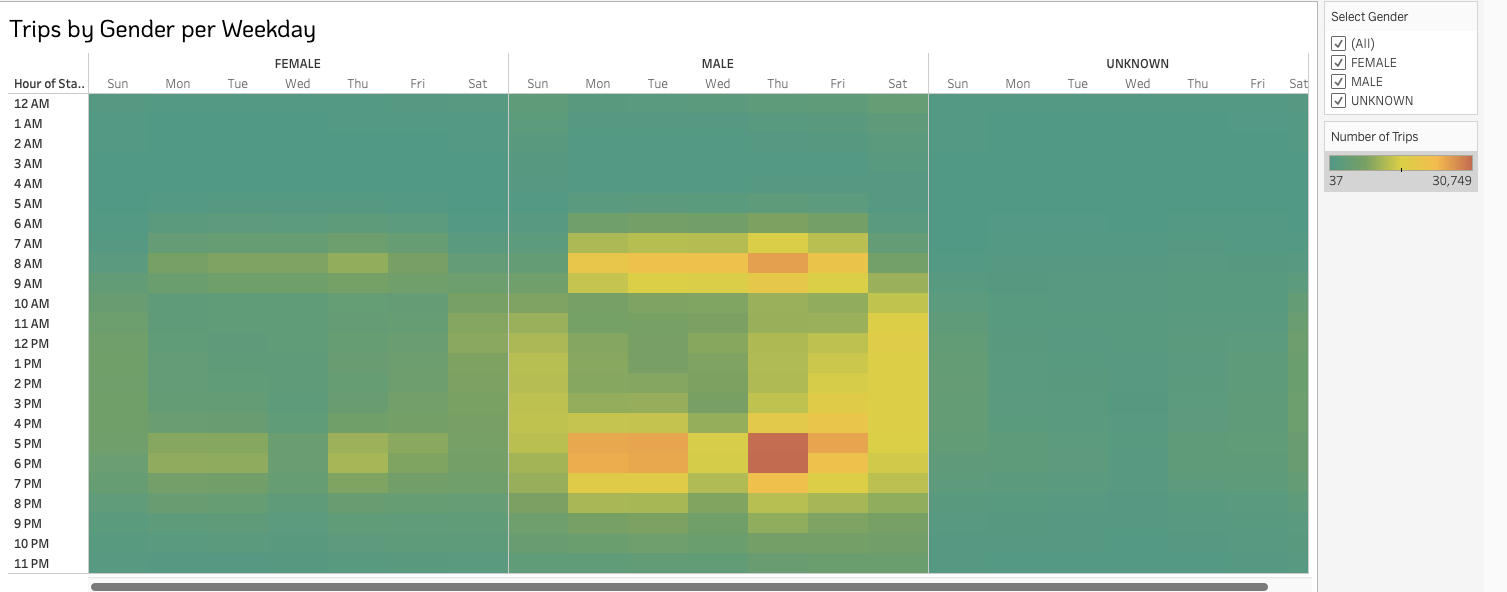 Trips by Gender per Weekday
FEMALE MALE UNKNOWN
Hour of Sta.. Sun Mon Tue Wed Thu Fri Sat Sun Mon Tue Wed Thu Fri Sat Sun Mon Tue Wed Thu Fri Sat
12 AM
1 AM
2 AM
3 AM
4 AM
5 AM
6 AM
7 AM
8 AM
9 AM
10 AM
11 AM
12 PM
1 PM
2 PM
3 PM
4 PM
5 PM
6 PM
7 PM
8 PM
9 PM
10 PM
11 PM
Select Gender
(All)
FEMALE
MALE
UNKNOWN
Number of Trips
37 30,749